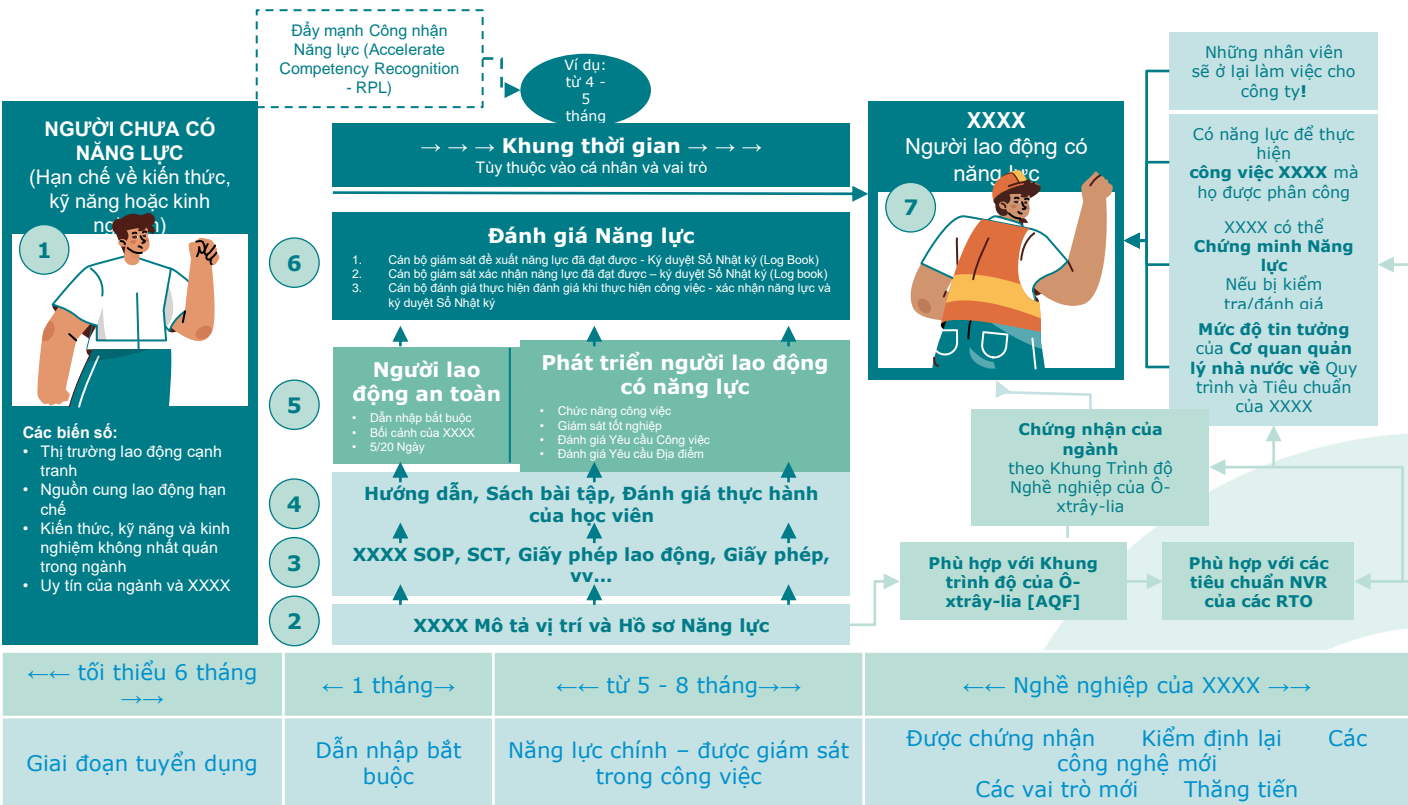 Đẩy mạnh Công nhận
Năng lực (Accelerate
Competency Recognition
- RPL)
Ví dụ:
từ 4 -
5
tháng
NGƯỜI CHƯA CÓ
NĂNG LỰC
(Hạn chế về kiến thức,
kỹ năng hoặc kinh
1
Các biến số:
• Thị trường lao động cạnh
tranh
• Nguồn cung lao động hạn
chế
• Kiến thức, kỹ năng và kinh
nghiệm không nhất quán
trong ngành
• Uy tín của ngành và XXXX
→ → → Khung thời gian → → →
Tùy thuộc vào cá nhân và vai trò
6
Đánh giá Năng lực
1. Cán bộ giám sát đề xuất năng lực đã đạt được - Ký duyệt Sổ Nhật ký (Log Book)
2. Cán bộ giám sát xác nhận năng lực đã đạt được – ký duyệt Sổ Nhật ký (Log book)
3. Cán bộ đánh giá thực hiện đánh giá khi thực hiện công việc - xác nhận năng lực và
ký duyệt Sổ Nhật ký
5
Người lao
động an toàn
• Dẫn nhập bắt buộc
• Bối cảnh của XXXX
• 5/20 Ngày
Phát triển người lao động
có năng lực
• Chức năng công việc
• Giám sát tốt nghiệp
• Đánh giá Yêu cầu Công việc
• Đánh giá Yêu cầu Địa điểm
4
Hướng dẫn, Sách bài tập, Đánh giá thực hành
của học viên
3
XXXX SOP, SCT, Giấy phép lao động, Giấy phép,
vv...
2
XXXX Mô tả vị trí và Hồ sơ Năng lực
XXXX
Người lao động có
năng lực
7
Những nhân viên
sẽ ở lại làm việc cho
công ty!
Có năng lực để thực
hiện
công việc XXXX mà
họ được phân công
XXXX có thể
Chứng minh Năng
lực
Nếu bị kiểm
tra/đánh giá
Mức độ tin tưởng
của Cơ quan quản
lý nhà nước về Quy
trình và Tiêu chuẩn
của XXXX
Chứng nhận của
ngành
theo Khung Trình độ
Nghề nghiệp của Ô-
xtrây-lia
Phù hợp với Khung
trình độ của Ô-
xtrây-lia [AQF]
Phù hợp với các
tiêu chuẩn NVR
của các RTO
←← tối thiểu 6 tháng
→→
← 1 tháng→
←← từ 5 - 8 tháng→→
←← Nghề nghiệp của XXXX →→
Giai đoạn tuyển dụng
Dẫn nhập bắt
buộc
Năng lực chính – được giám sát
trong công việc
Được chứng nhận Kiểm định lại Các
công nghệ mới
Các vai trò mới Thăng tiến